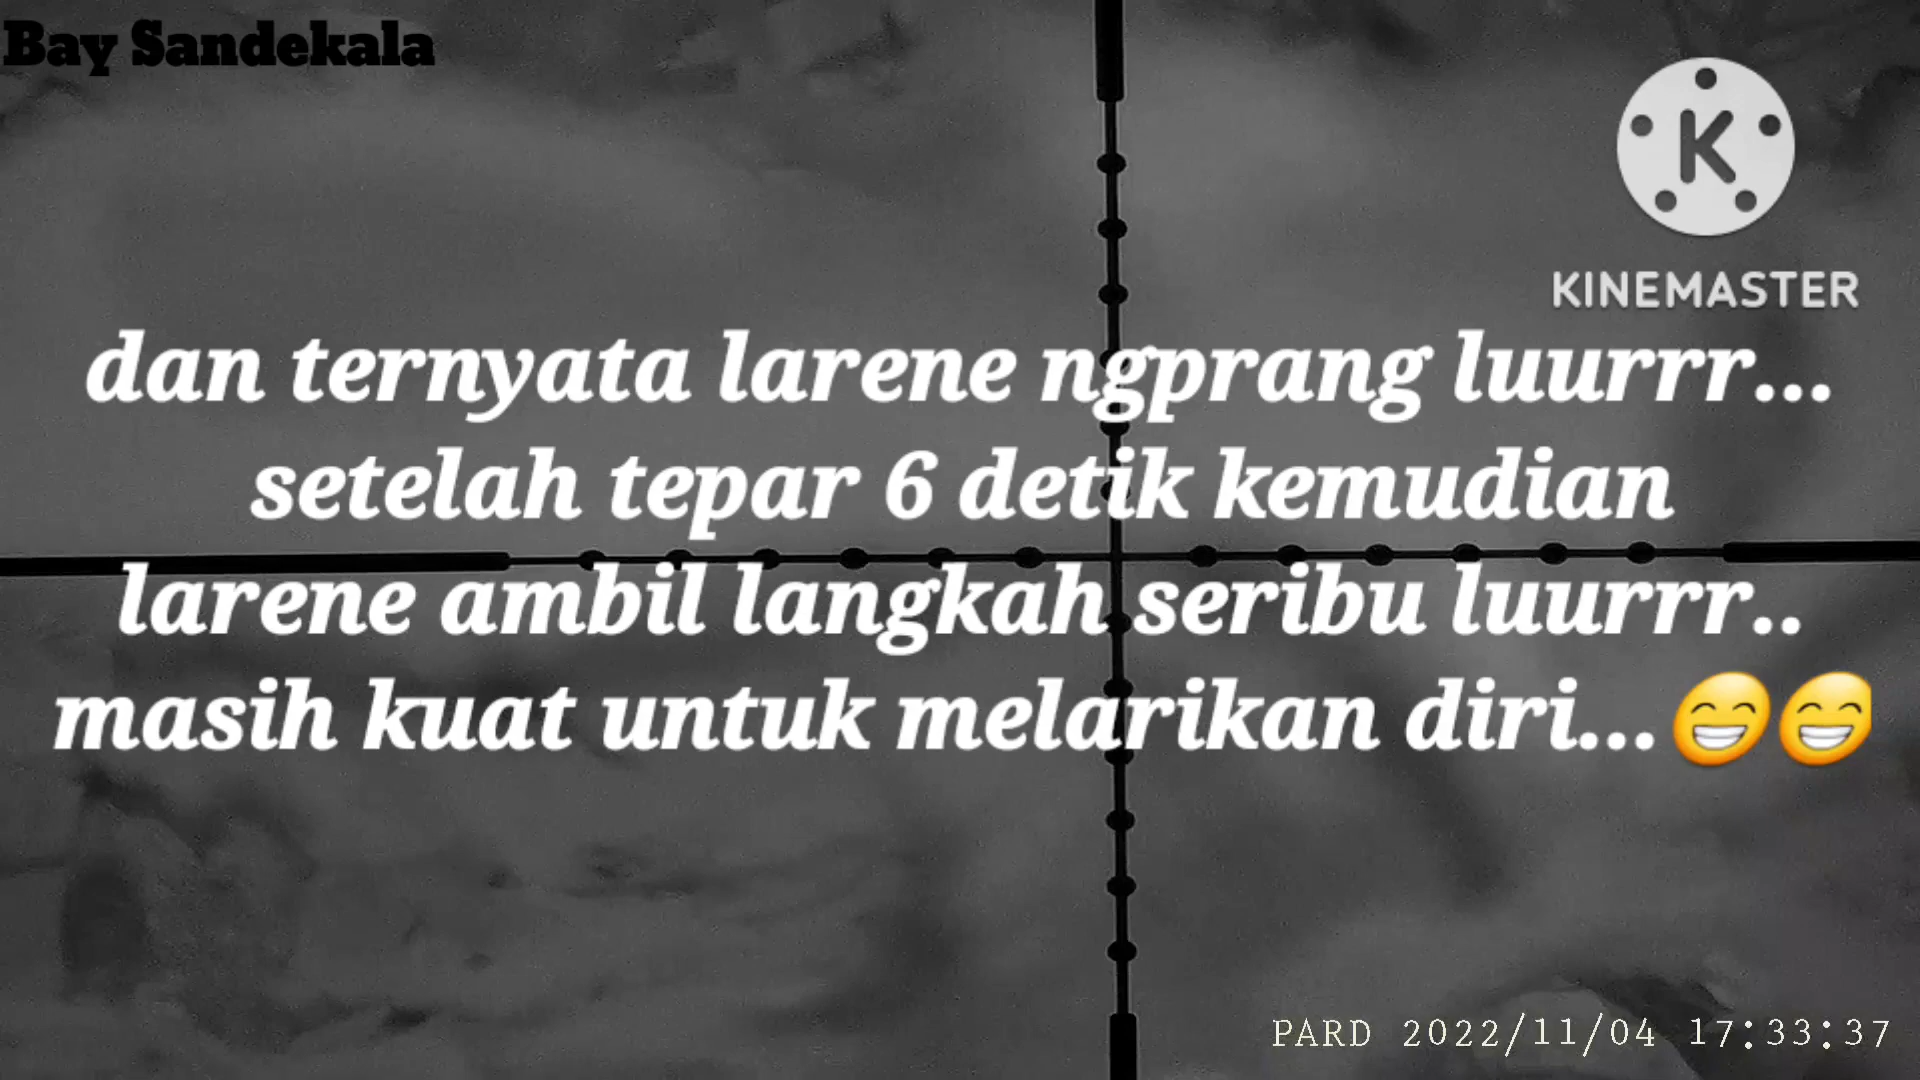 Bay Sandekala
KINEMASTER
dan ternyata larene ngprang luurrr...
setelah tepar 6 detik kemudian
larene ambil langkah seribu luurrr..
masih kuat untuk melarikan diri...😁😁
PARD 2022/11/04 17:33:37